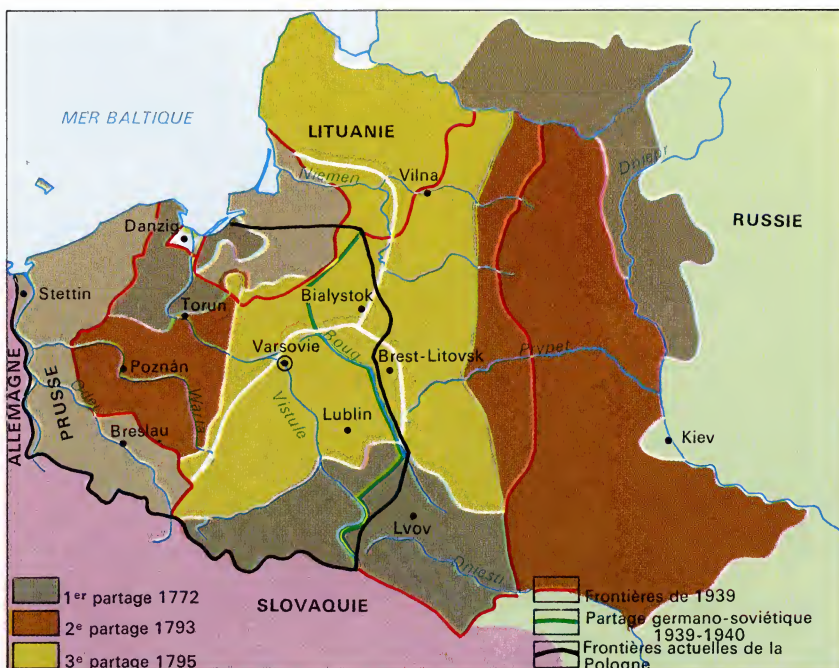 MER BALTIQUE
LITUANIE
Niemen
Vilna
Dniepr
RUSSIE
Danzig
Stettin
Torun
Bialystok
ALLEMAGNE
PRUSSE
Oder
Poznán
Warta
Varsovie
Boug
Brest-Litovsk
Prypet
Breslau
Vistule
Lublin
Kiev
Lvov
Dniestr
SLOVAQUIE
1er partage 1772
2e partage 1793
3e partage 1795
Frontières de 1939
Partage germano-soviétique
1939-1940
Frontières actuelles de la
Pologne